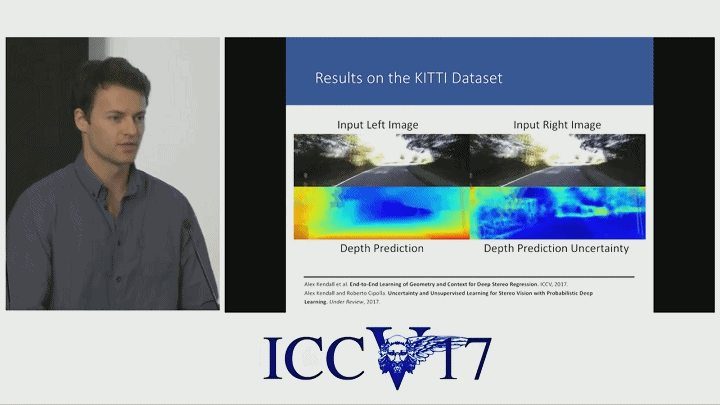 Results on the KITTI Dataset
Input Left Image
Input Right Image
Depth Prediction
Depth Prediction Uncertainty
Alex Kendall et al. End-to-End Learning of Geometry and Context for Deep Stereo Regression. ICCV, 2017.
Alex Kendall and Roberto Cipolla. Uncertainty and Unsupervised Learning for Stereo Vision with Probabilistic Deep
Learning. Under Review, 2017.
ICCV17